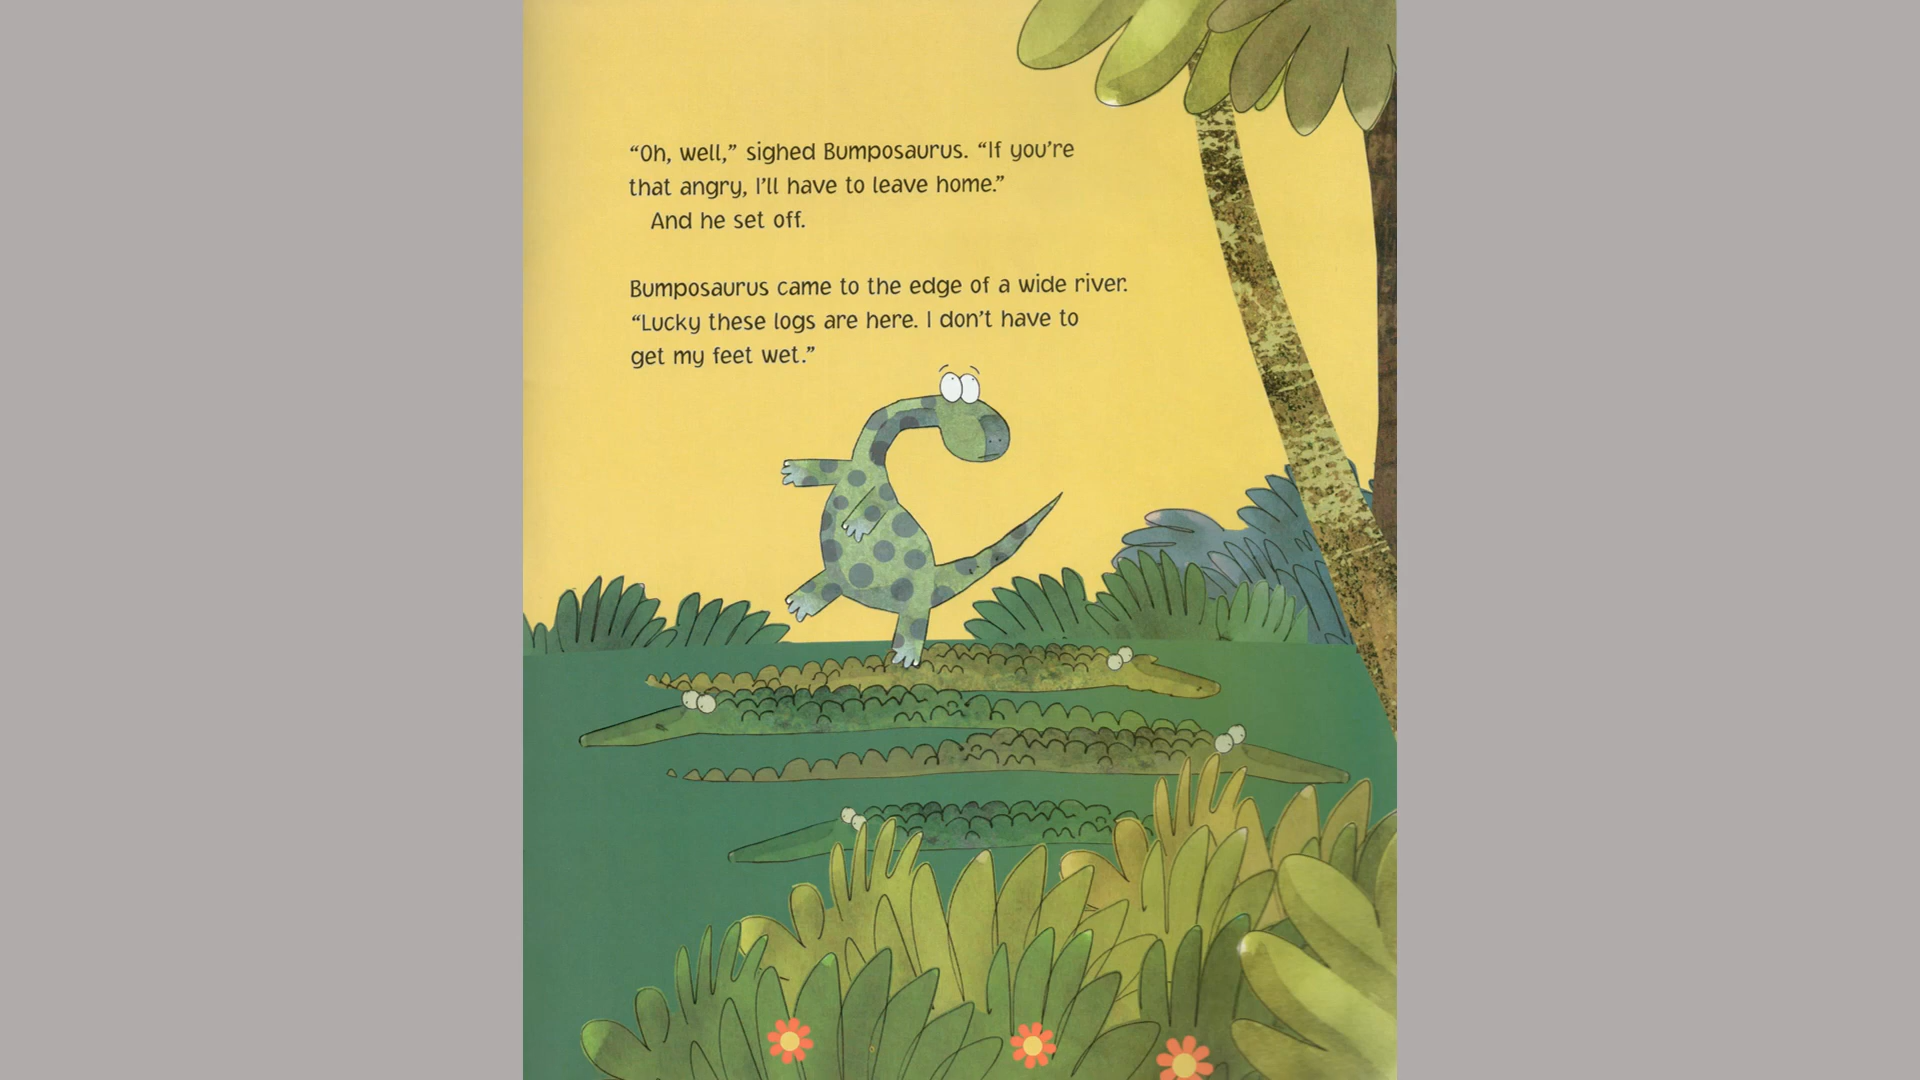 “Oh, well,” sighed Bumposaurus. “If you’re
that angry, I’ll have to leave home.”
And he set off.
Bumposaurus came to the edge of a wide river.
“Lucky these logs are here. I don’t have to
get my feet wet.”